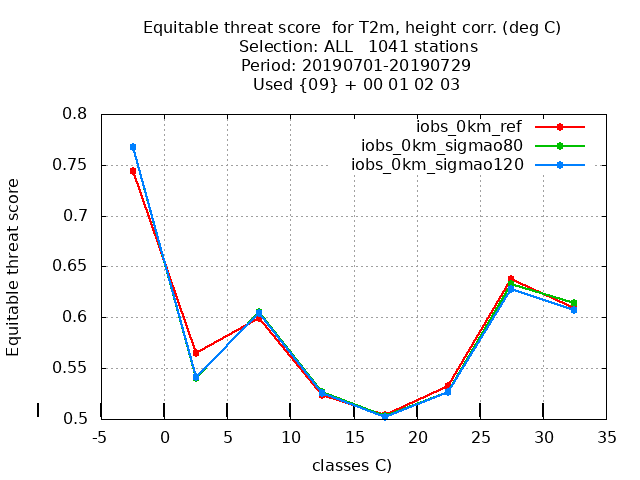 Equitable threat score  for T2m, height corr. (deg C)
Selection: ALL   1041 stations
Period: 20190701-20190729
Used {09} + 00 01 02 03
iobs_0km_ref
iobs_0km_sigmao80
iobs_0km_sigmao120
Equitable threat score
0.8
0.75
0.7
0.65
0.6
0.55
0.5
-5 0 5 10 15 20 25 30 35
classes C)